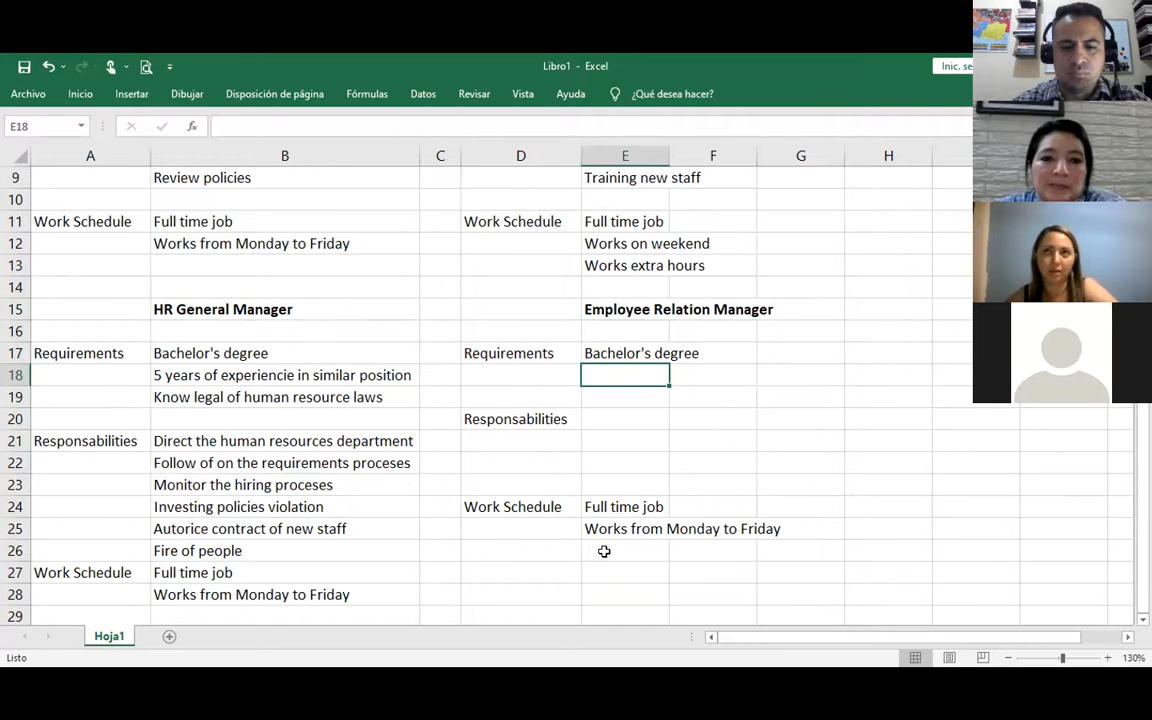 Libro1 - Excel
Inic. se
Archivo Inicio Insertar Dibujar Disposición de página Fórmulas Datos Revisar Vista Ayuda ¿Qué desea hacer?
E18 fx
A B C D E F G H
9 Review policies Training new staff
10
11 Work Schedule Full time job Work Schedule Full time job
12 Works from Monday to Friday Works on weekend
13 Works extra hours
14
15 HR General Manager Employee Relation Manager
16
17 Requirements Bachelor's degree Requirements Bachelor's degree
18 5 years of experiencie in similar position
19 Know legal of human resource laws
20 Responsabilities
21 Responsabilities Direct the human resources department
22 Follow of on the requirements proceses
23 Monitor the hiring proceses
24 Investing policies violation Work Schedule Full time job
25 Autorice contract of new staff Works from Monday to Friday
26 Fire of people
27 Work Schedule Full time job
28 Works from Monday to Friday
29
Hoja1
Listo 130%